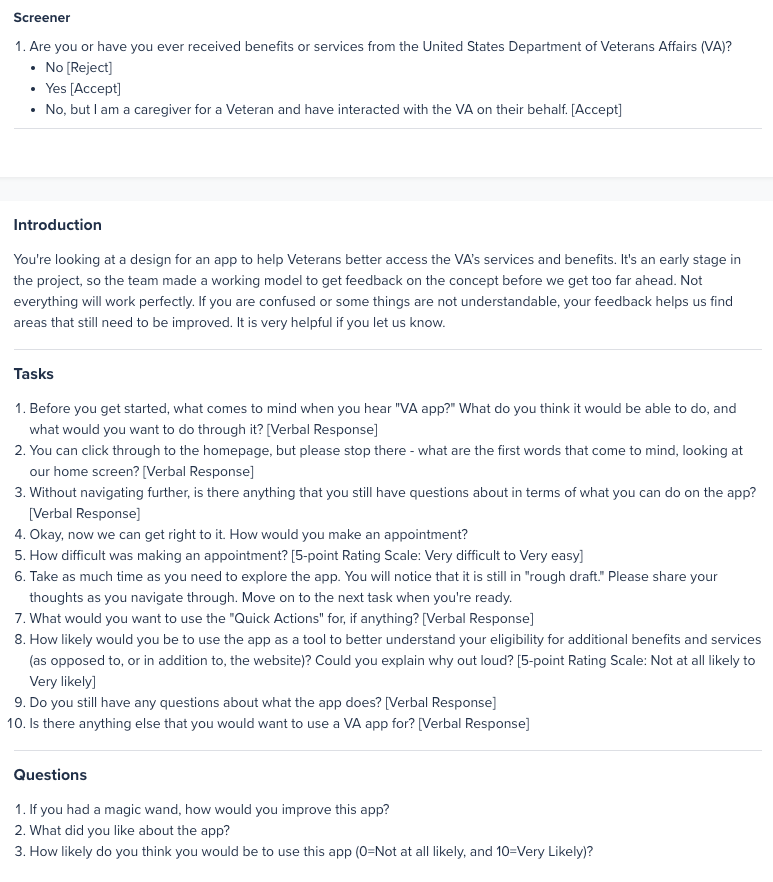 Screener
1. Are you or have you ever received benefits or services from the United States Department of Veterans Affairs (VA)?
• No [Reject]
• Yes [Accept]
• No, but I am a caregiver for a Veteran and have interacted with the VA on their behalf. [Accept]
Introduction
You're looking at a design for an app to help Veterans better access the VA's services and benefits. It's an early stage in
the project, so the team made a working model to get feedback on the concept before we get too far ahead. Not
everything will work perfectly. If you are confused or some things are not understandable, your feedback helps us find
areas that still need to be improved. It is very helpful if you let us know.
Tasks
1. Before you get started, what comes to mind when you hear "VA app?" What do you think it would be able to do, and
what would you want to do through it? [Verbal Response]
2. You can click through to the homepage, but please stop there - what are the first words that come to mind, looking at
our home screen? [Verbal Response]
3. Without navigating further, is there anything that you still have questions about in terms of what you can do on the app?
[Verbal Response]
4. Okay, now we can get right to it. How would you make an appointment?
5. How difficult was making an appointment? [5-point Rating Scale: Very difficult to Very easy]
6. Take as much time as you need to explore the app. You will notice that it is still in "rough draft." Please share your
thoughts as you navigate through. Move on to the next task when you're ready.
7. What would you want to use the "Quick Actions" for, if anything? [Verbal Response]
8. How likely would you be to use the app as a tool to better understand your eligibility for additional benefits and services
(as opposed to, or in addition to, the website)? Could you explain why out loud? [5-point Rating Scale: Not at all likely to
Very likely]
9. Do you still have any questions about what the app does? [Verbal Response]
10. Is there anything else that you would want to use a VA app for? [Verbal Response]
Questions
1. If you had a magic wand, how would you improve this app?
2. What did you like about the app?
3. How likely do you think you would be to use this app (0=Not at all likely, and 10=Very Likely)?